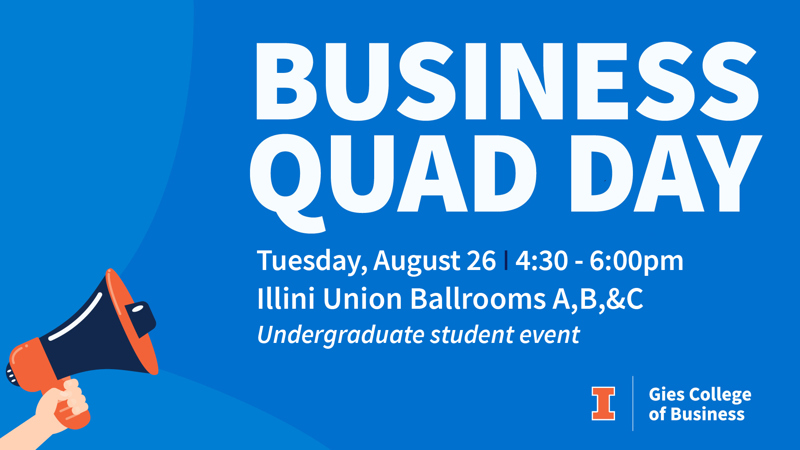 BUSINESS
QUAD DAY
Tuesday, August 26 | 4:30 - 6:00pm
Illini Union Ballrooms A,B,&C
Undergraduate student event
I
Gies College
of Business